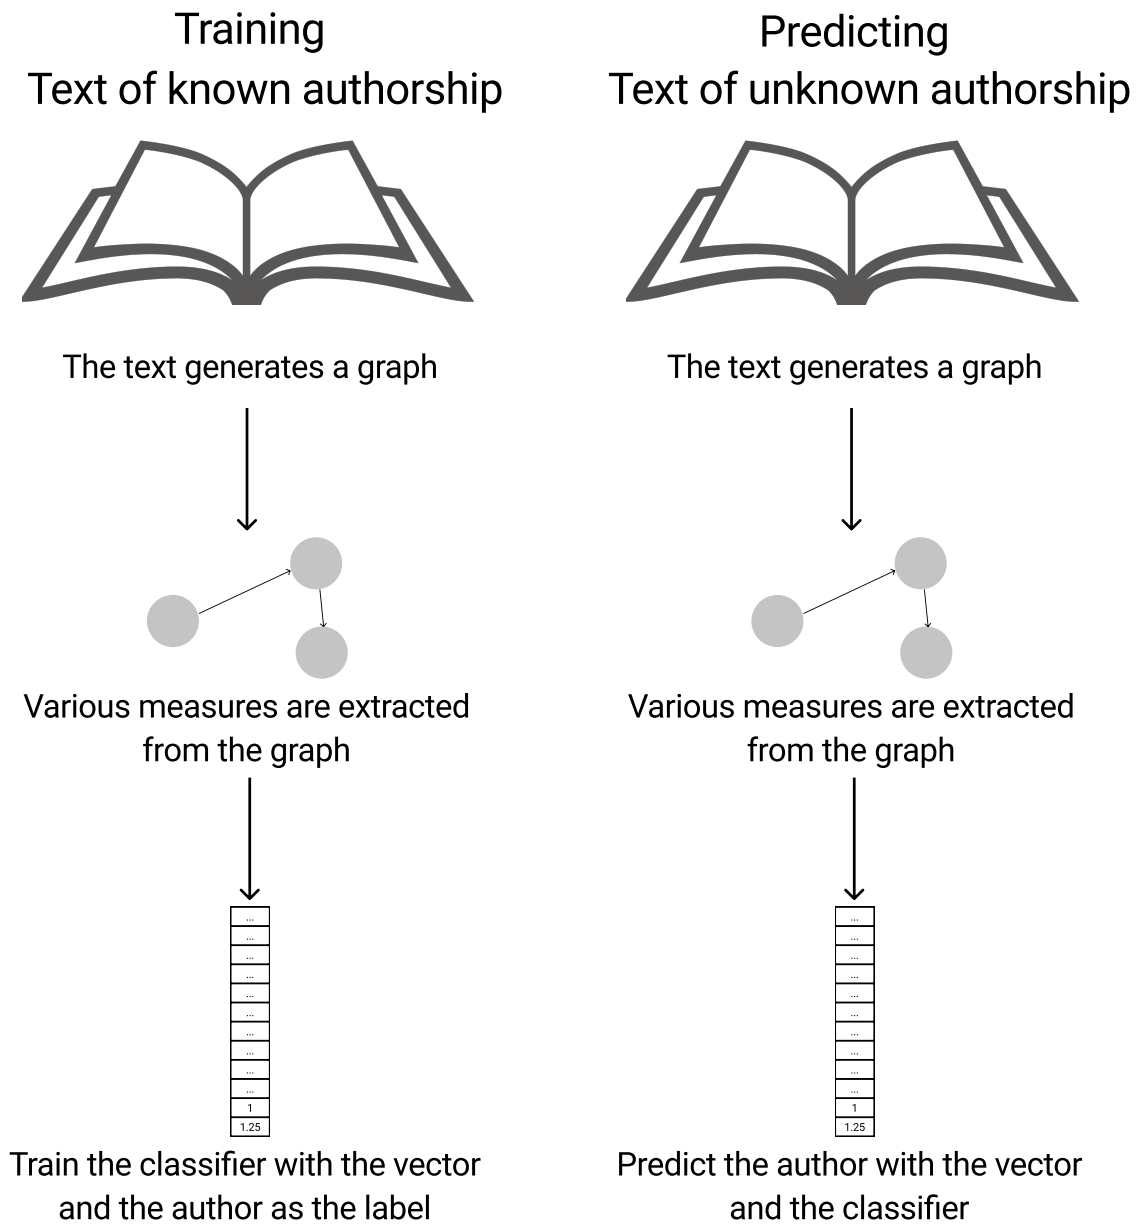 Training
Text of known authorship
The text generates a graph
Various measures are extracted
from the graph
...
...
...
...
...
...
...
...
...
...
1
1.25
Train the classifier with the vector
and the author as the label
Predicting
Text of unknown authorship
The text generates a graph
Various measures are extracted
from the graph
...
...
...
...
...
...
...
...
...
...
1
1.25
Predict the author with the vector
and the classifier